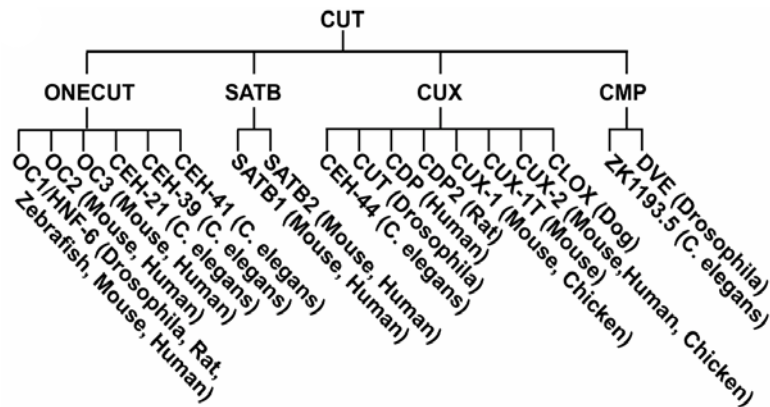 CUT
ONECUT
SATB
CUX
CMP
OC1/HNF-6 (Drosophila, Rat,
Zebrafish, Mouse, Human)
OC2 (Mouse, Human)
OC3 (Mouse, Human)
CEH-21 (C. elegans)
CEH-39 (C. elegans)
CEH-41 (C. elegans)
SATB1 (Mouse, Human)
SATB2 (Mouse, Human)
CEH-44 (C. elegans)
CUT (Drosophila)
CDP (Human)
CDP2 (Rat)
CUX-1 (Mouse, Chicken)
CUX-1T (Mouse)
CUX-2 (Mouse,Human, Chicken)
CLOX (Dog)
ZK1193.5 (C. elegans)
DVE (Drosophila)